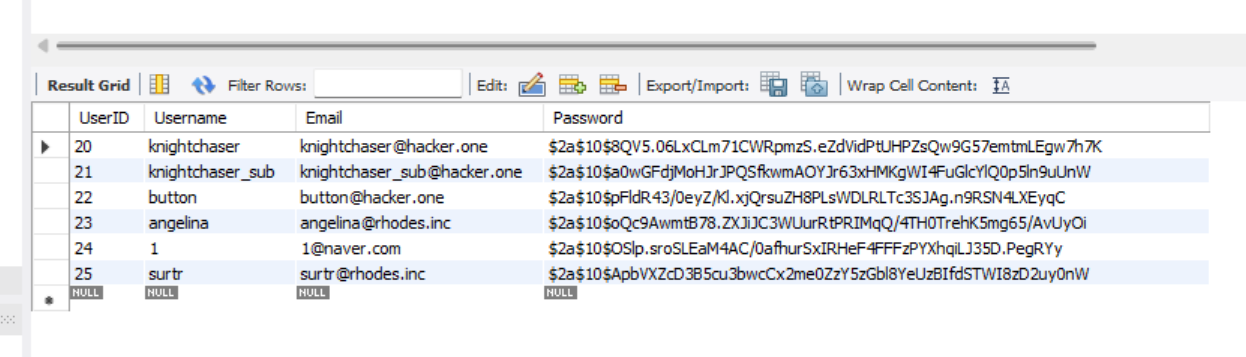 Result Grid Filter Rows: Edit: Export/Import: Wrap Cell Content: IA
UserID Username Email Password
20 knightchaser knightchaser@hacker.one $2a$10$8QV5.06LxCLm71CWRpmzS.eZdVidPtUHPZsQw9G57emtmLEgw7h7K
21 knightchaser_sub knightchaser_sub@hacker.one $2a$10$a0wGFdjMoHJrJPQSfkwmAOYJr63xHMKgWI4FuGlcYlQ0p5ln9uUnW
22 button button@hacker.one $2a$10$pFldR43/0eyZ/Kl.xjQrsuZH8PLsWDLRLTc3SJAg.n9RSN4LXEyqC
23 angelina angelina@rhodes.inc $2a$10$oQc9AwmtB78.ZXJiJC3WUurRtPRIMqQ/4TH0TrehK5mg65/AvUyOi
24 1 1@naver.com $2a$10$OSlp.sroSLEaM4AC/0afhurSxIRHeF4FFFzPYXhqiLJ35D.PegRYy
25 surtr surtr@rhodes.inc $2a$10$ApbVXZcD3B5cu3bwcCx2me0ZzY5zGbl8YeUzBIfdSTWI8zD2uy0nW
NULL NULL NULL NULL